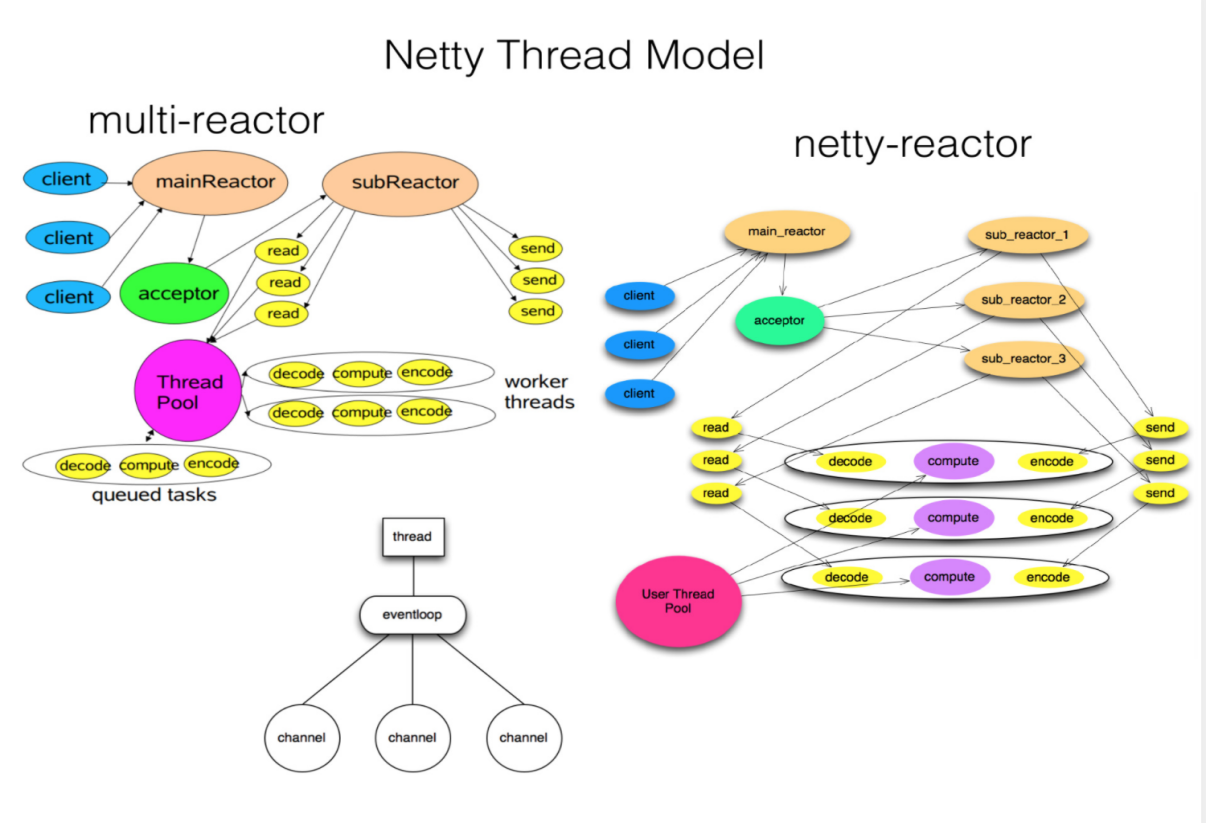 Netty Thread Model
multi-reactor
client
mainReactor
subReactor
client
read
send
read
send
client
acceptor
read
send
Thread
Pool
decode compute encode
decode compute encode
worker
threads
decode compute encode
queued tasks
thread
eventloop
channel
channel
channel
netty-reactor
main_reactor
sub_reactor_1
client
acceptor
sub_reactor_2
client
sub_reactor_3
client
read
send
decode
compute
encode
read
send
read
send
decode
compute
encode
User Thread
Pool
decode
compute
encode